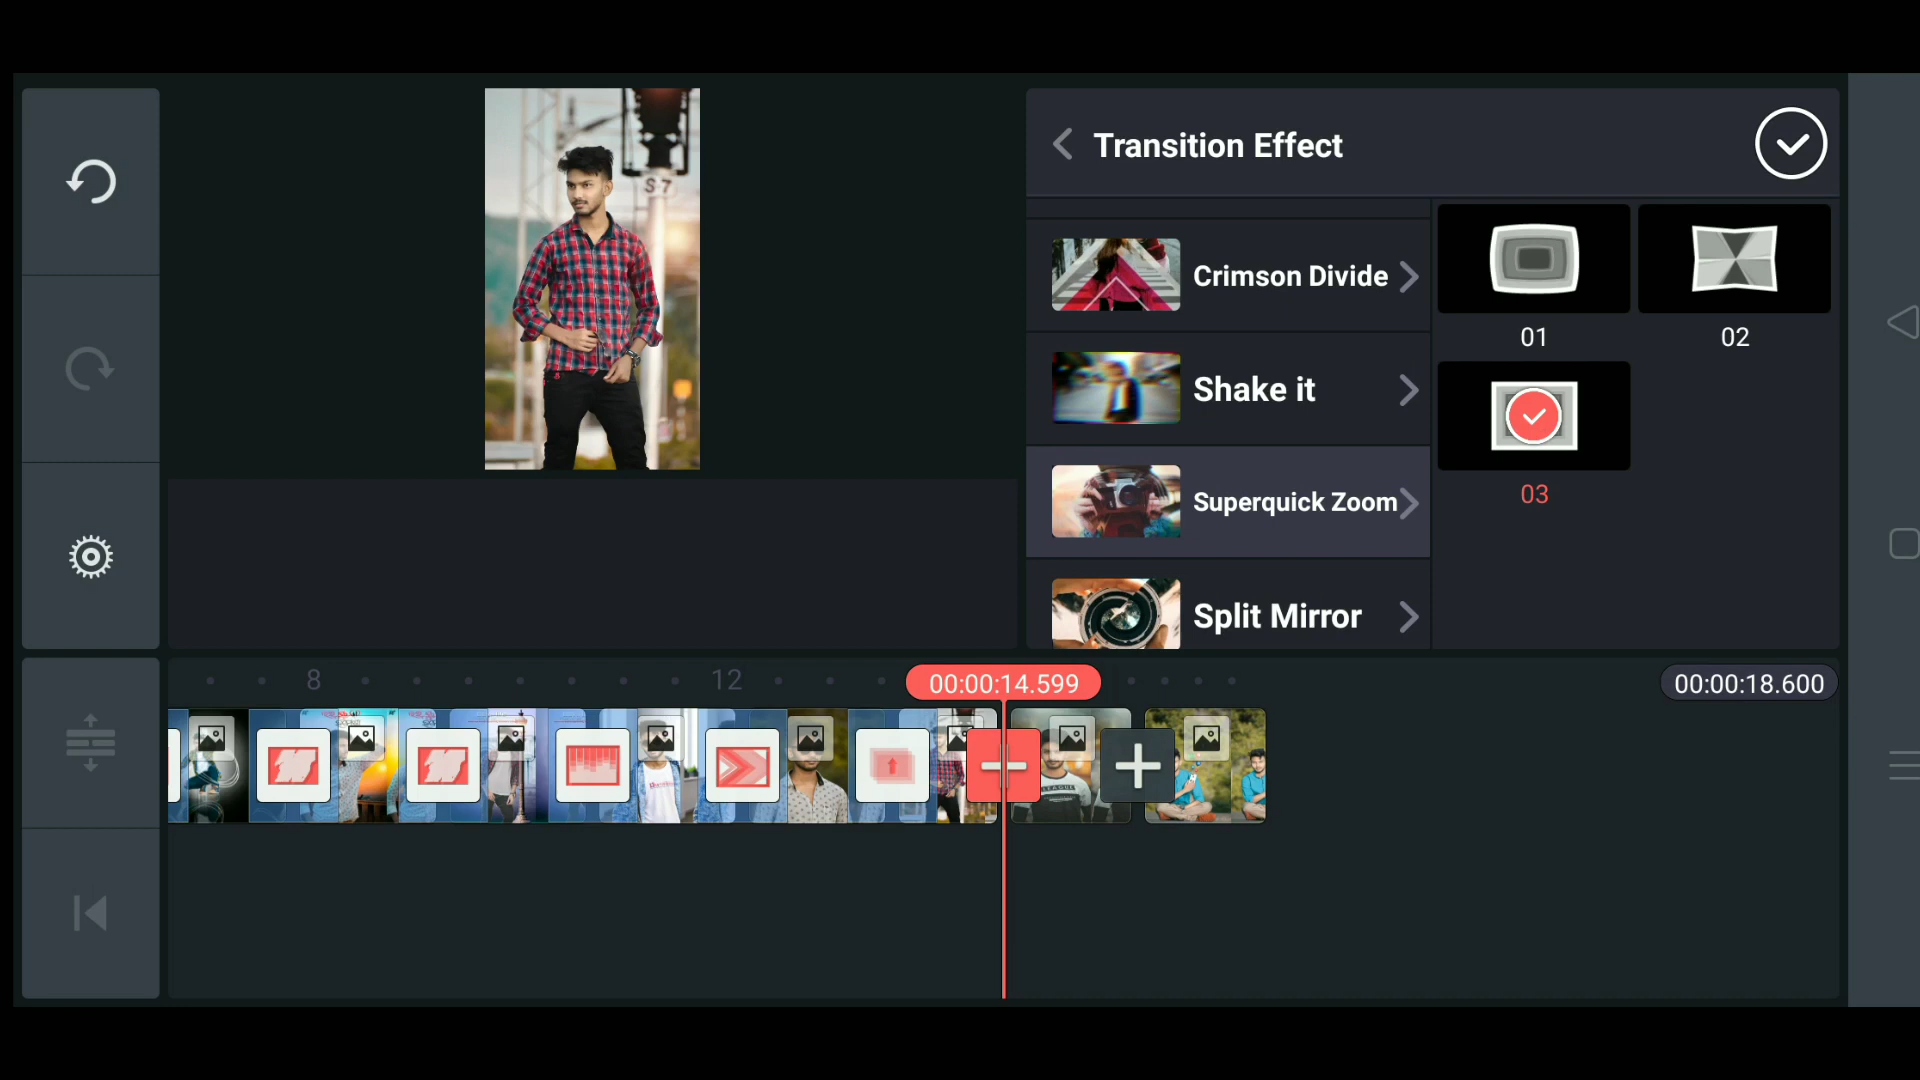 Transition Effect
S-7
Crimson Divide
01
02
Shake it
Superquick Zoom
03
Split Mirror
8
12
00:00:14.599
00:00:18.600